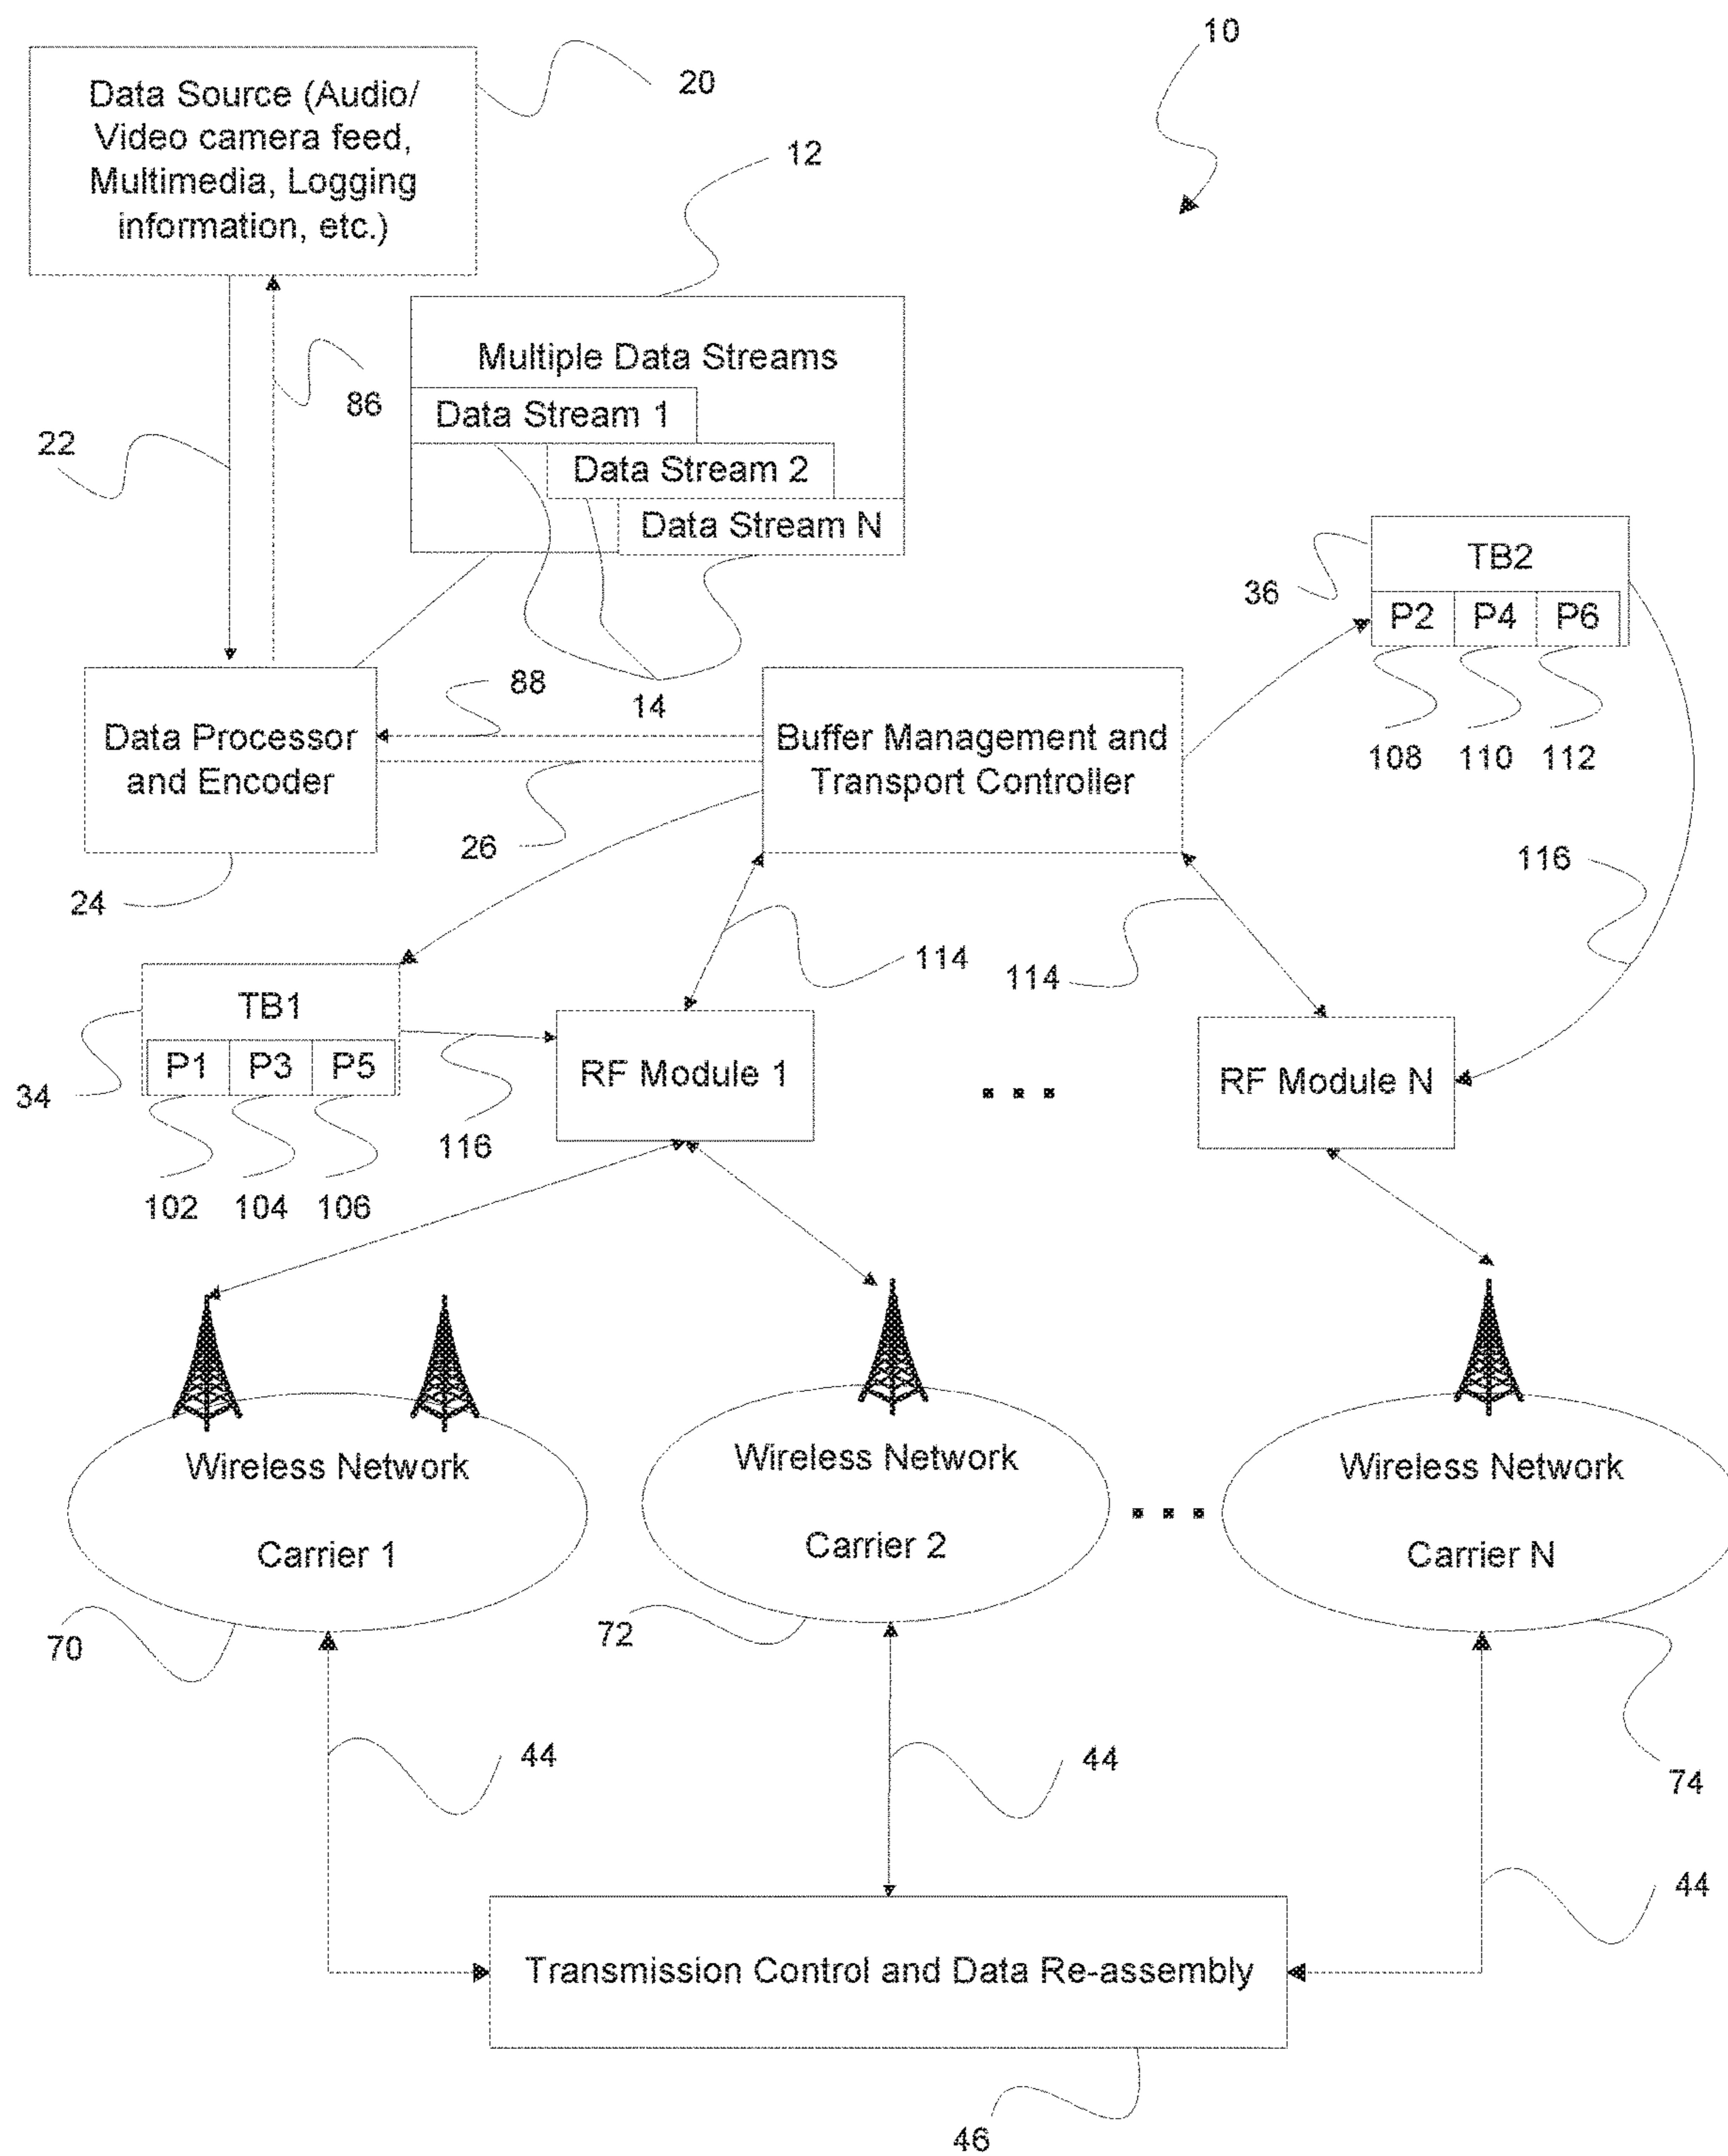 10
Data Source (Audio/
Video camera feed,
Multimedia, Logging
information, etc.)
20
12
Multiple Data Streams
Data Stream 1
Data Stream 2
Data Stream N
86
22
14
TB2
P2 P4 P6
36
108 110 112
88
Data Processor
and Encoder
Buffer Management and
Transport Controller
26
24
116
114
114
TB1
P1 P3 P5
34
102 104 106
116
RF Module 1
RF Module N
Wireless Network
Carrier 1
Wireless Network
Carrier 2
Wireless Network
Carrier N
70
72
74
44
44
44
Transmission Control and Data Re-assembly
46